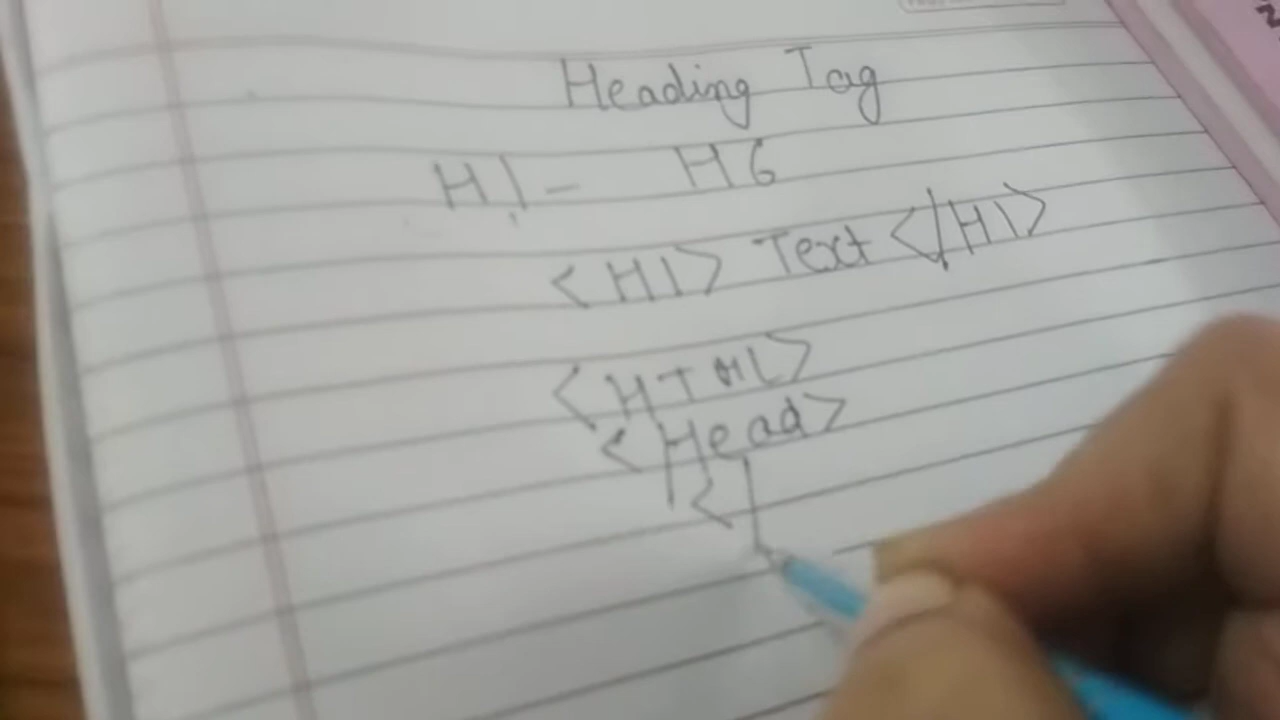 Heading Tag
H1 - H6
<H1> Text </H1>
<HTML>
<Head>
<